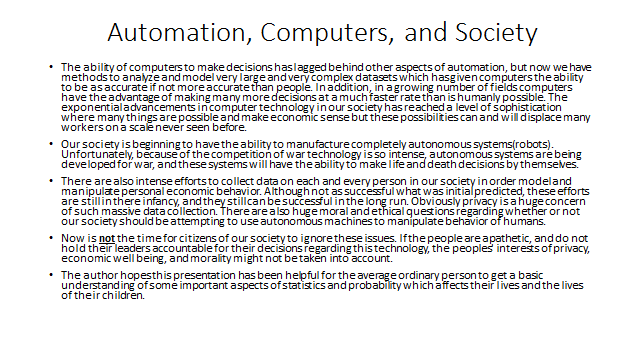 Automation, Computers, and Society
• The ability of computers to make decisions has lagged behind other aspects of automation, but now we have
methods to analyze and model very large and very complex datasets which has given computers the ability
to be as accurate if not more accurate than people. In addition, in a growing number of fields computers
have the advantage of making many more decisions at a much faster rate than is humanly possible. The
exponential advancements in computer technology in our society has reached a level of sophistication
where many things are possible and make economic sense but these possibilities can and will displace many
workers on a scale never seen before.
• Our society is beginning to have the ability to manufacture completely autonomous systems(robots).
Unfortunately, because of the competition of war technology is so intense, autonomous systems are being
developed for war, and these systems will have the ability to make life and death decisions by themselves.
• There are also intense efforts to collect data on each and every person in our society in order model and
manipulate personal economic behavior. Although not as successful what was initial predicted, these efforts
are still in there infancy, and they still can be successful in the long run. Obviously privacy is a huge concern
of such massive data collection. There are also huge moral and ethical questions regarding whether or not
our society should be attempting to use autonomous machines to manipulate behavior of humans.
• Now is not the time for citizens of our society to ignore these issues. If the people are apathetic, and do not
hold their leaders accountable for their decisions regarding this technology, the peoples' interests of privacy,
economic well being, and morality might not be taken into account.
• The author hopes this presentation has been helpful for the average ordinary person to get a basic
understanding of some important aspects of statistics and probability which affects their lives and the lives
of their children.